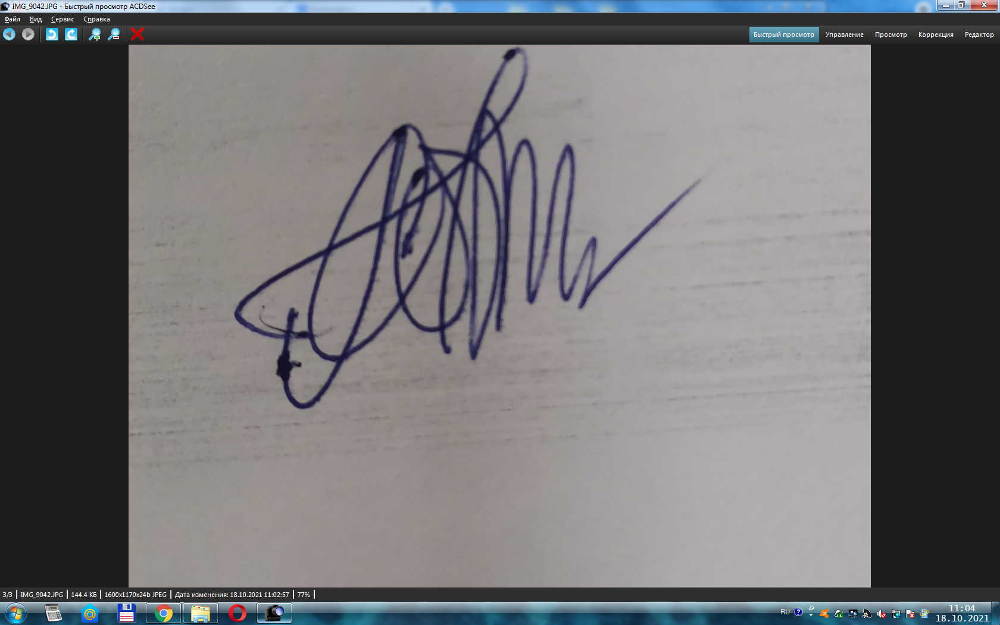 IMG_9042.JPG - Быстрый просмотр ACDSee
Файл Вид Сервис Справка
Быстрый просмотр Управление Просмотр Коррекция Редактор
3/3 IMG_9042.JPG 144.4 КБ 1600x1170x24b JPEG Дата изменения: 18.10.2021 11:02:57 77%
RU 11:04
18.10.2021